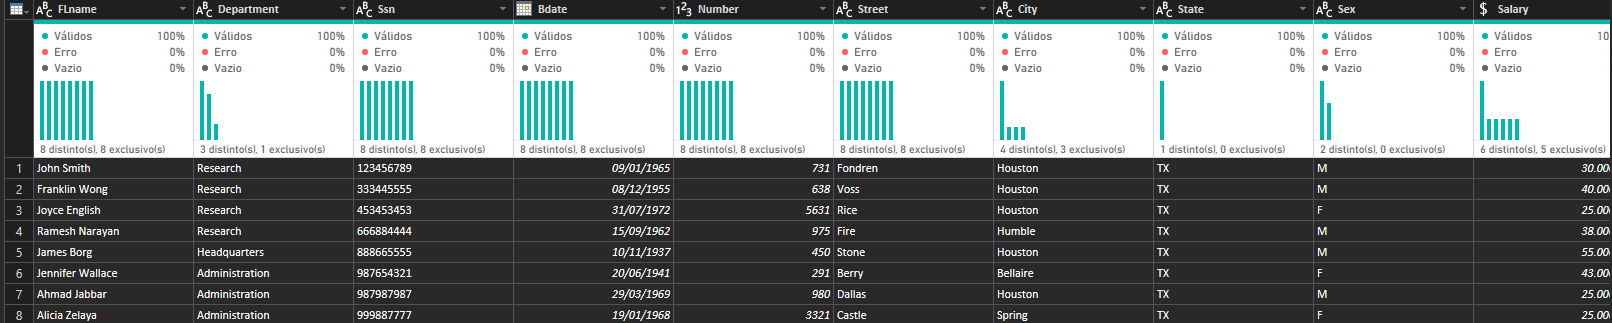 ABC FLname ABC Department ABC Ssn Bdate 123 Number ABC Street ABC City ABC State ABC Sex $ Salary
Válidos 100% Válidos 100% Válidos 100% Válidos 100% Válidos 100% Válidos 100% Válidos 100% Válidos 100% Válidos 100% Válidos 10
Erro 0% Erro 0% Erro 0% Erro 0% Erro 0% Erro 0% Erro 0% Erro 0% Erro 0% Erro
Vazio 0% Vazio 0% Vazio 0% Vazio 0% Vazio 0% Vazio 0% Vazio 0% Vazio 0% Vazio 0% Vazio
8 distinto(s), 8 exclusivo(s) 3 distinto(s), 1 exclusivo(s) 8 distinto(s), 8 exclusivo(s) 8 distinto(s), 8 exclusivo(s) 8 distinto(s), 8 exclusivo(s) 8 distinto(s), 8 exclusivo(s) 4 distinto(s), 3 exclusivo(s) 1 distinto(s), 0 exclusivo(s) 2 distinto(s), 0 exclusivo(s) 6 distinto(s), 5 exclusivo(s)
1 John Smith Research 123456789 09/01/1965 731 Fondren Houston TX M 30.00
2 Franklin Wong Research 333445555 08/12/1955 638 Voss Houston TX M 40.00
3 Joyce English Research 453453453 31/07/1972 5631 Rice Houston TX F 25.00
4 Ramesh Narayan Research 666884444 15/09/1962 975 Fire Humble TX M 38.00
5 James Borg Headquarters 888665555 10/11/1937 450 Stone Houston TX M 55.00
6 Jennifer Wallace Administration 987654321 20/06/1941 291 Berry Bellaire TX F 43.00
7 Ahmad Jabbar Administration 987987987 29/03/1969 980 Dallas Houston TX M 25.00
8 Alicia Zelaya Administration 999887777 19/01/1968 3321 Castle Spring TX F 25.00